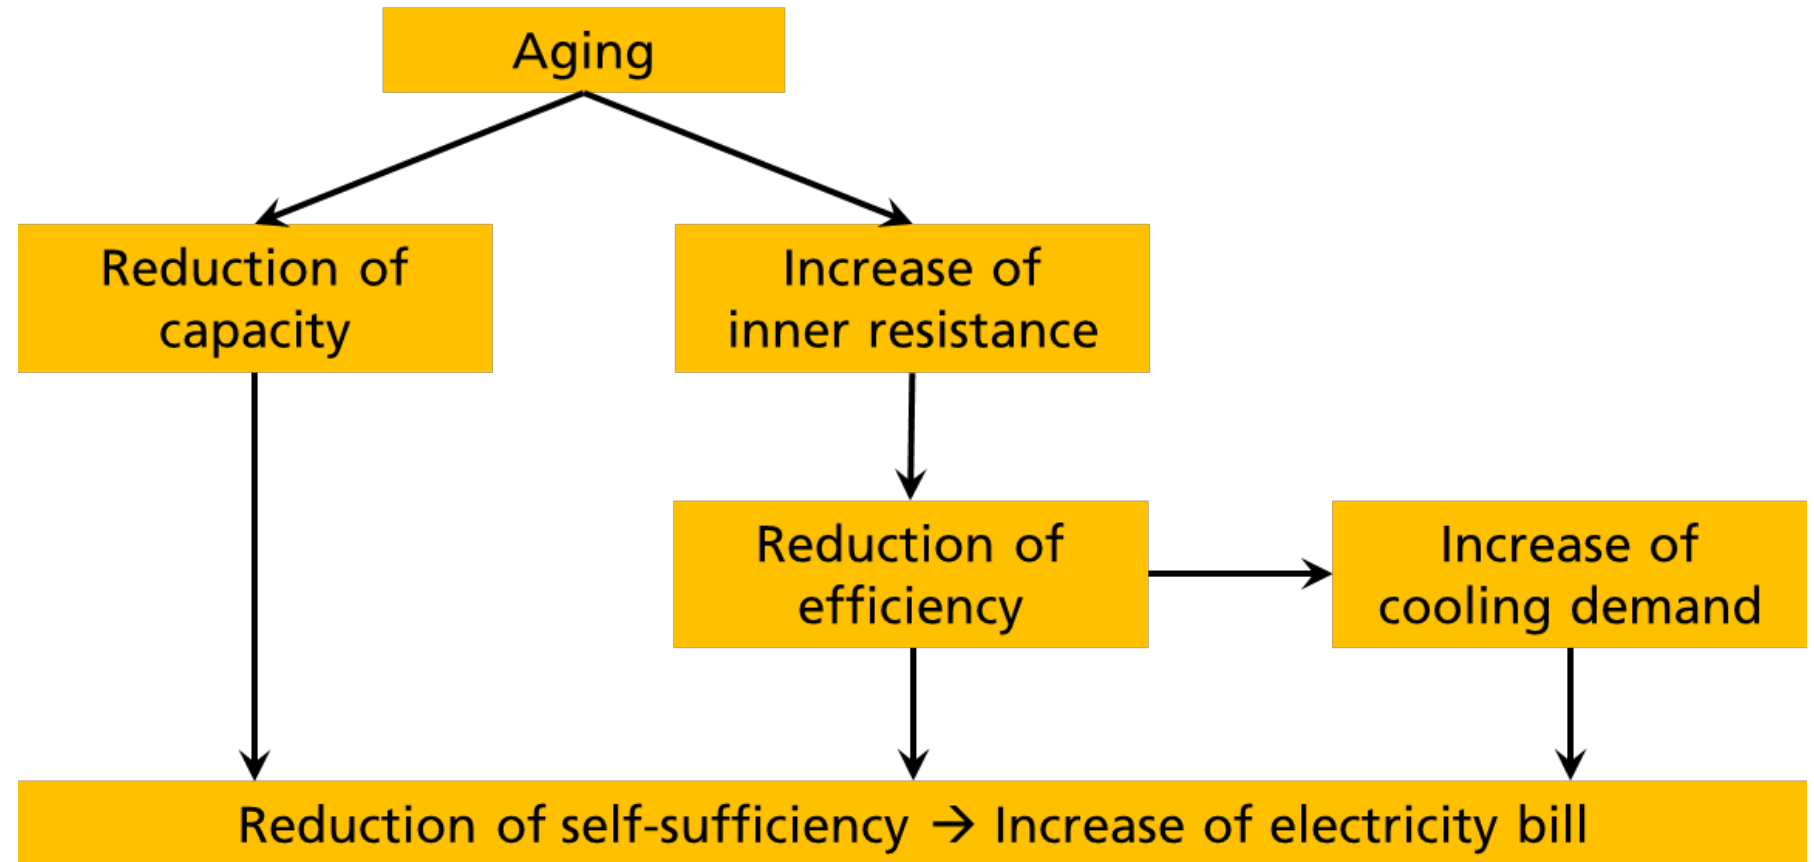 Aging
Reduction of
capacity
Increase of
inner resistance
Reduction of
efficiency
Increase of
cooling demand
Reduction of self-sufficiency → Increase of electricity bill